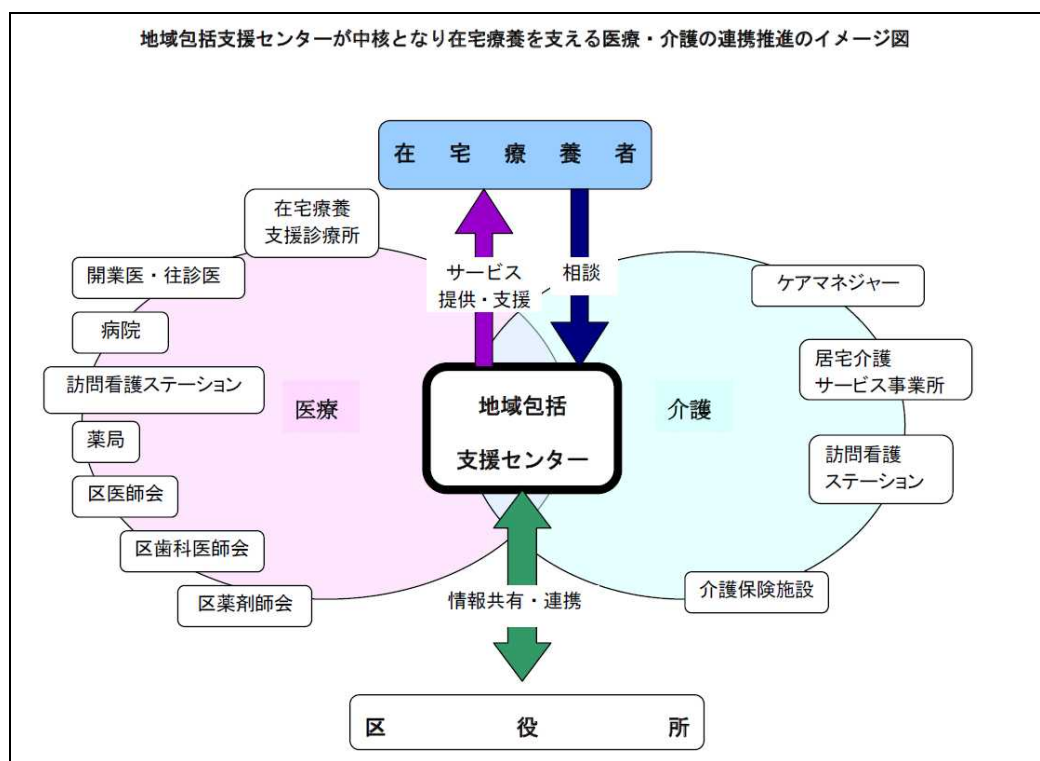 地域包括支援センターが中核となり在宅療養を支える医療・介護の連携推進のイメージ図
在宅療養者
在宅療養
支援診療所
開業医・往診医
病院
訪問看護ステーション
薬局
区医師会
区歯科医師会
区薬剤師会
医療
サービス
提供・支援
相談
地域包括
支援センター
介護
ケアマネジャー
居宅介護
サービス事業所
訪問看護
ステーション
介護保険施設
情報共有・連携
区役所